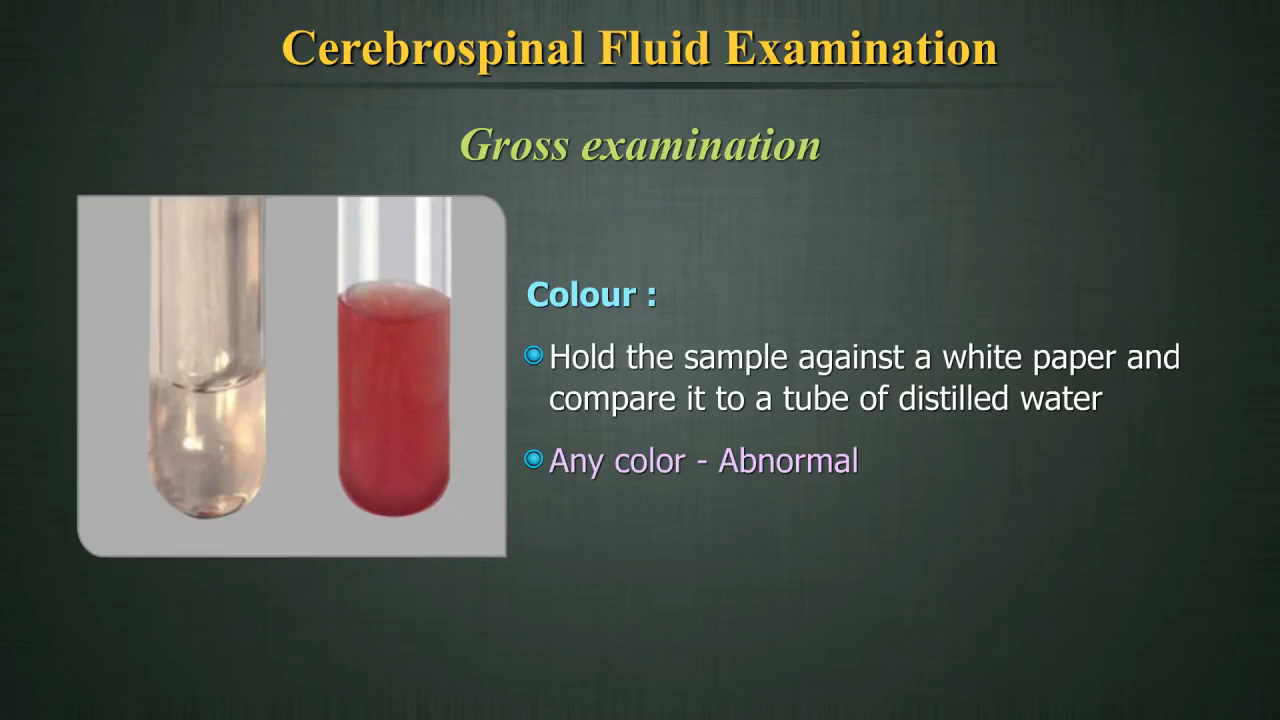 Cerebrospinal Fluid Examination
Gross examination
Colour :
Hold the sample against a white paper and
compare it to a tube of distilled water
Any color - Abnormal